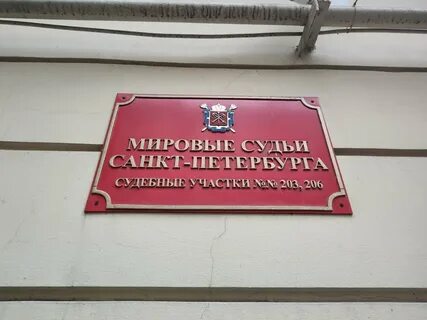 МИРОВЫЕ СУДЬИ
САНКТ-ПЕТЕРБУРГА
СУДЕБНЫЕ УЧАСТКИ №№ 203, 206